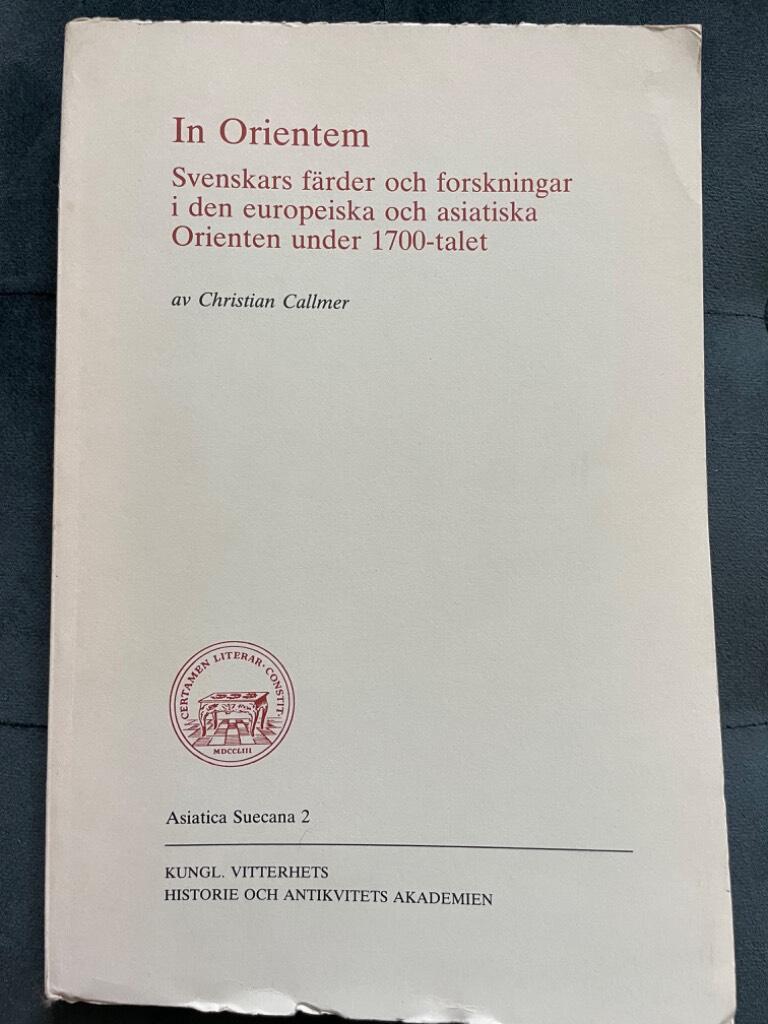 In Orientem
Svenskars färder och forskningar
i den europeiska och asiatiska
Orienten under 1700-talet
av Christian Callmer
CERTAMEN LITERAR· CONSTIT·
MDCCLIII
Asiatica Suecana 2
KUNGL. VITTERHETS
HISTORIE OCH ANTIKVITETS AKADEMIEN